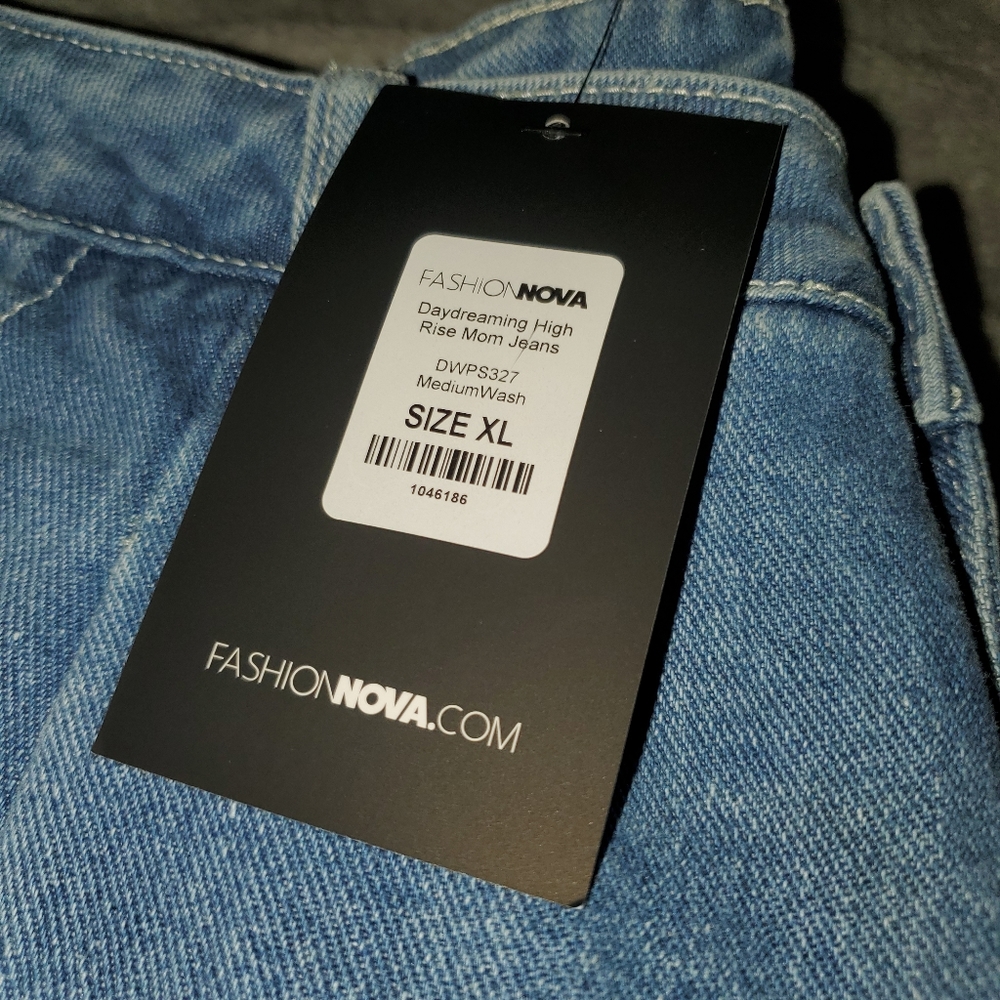 FASHIONNOVA
Daydreaming High
Rise Mom Jeans
DWPS327
MediumWash
SIZE XL
1046186
FASHIONNOVA.COM